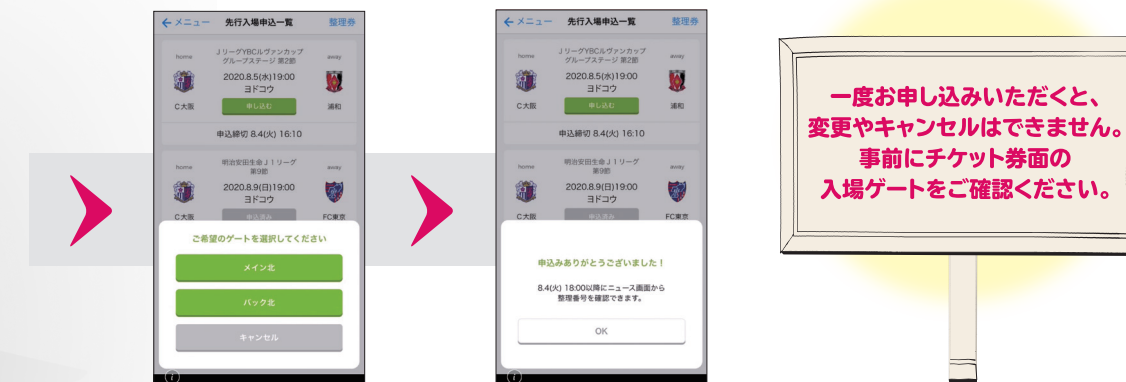 ← メニュー 先行入場申込一覧 整理券
JリーグYBCルヴァンカップ
home グループステージ 第2節 away
2020.8.5(水)19:00
ヨドコウ
C大阪 申し込む 浦和
申込締切 8.4(火) 16:10
明治安田生命J1リーグ
home 第9節 away
2020.8.9(日)19:00
ヨドコウ
C大阪 申込済み FC東京
ご希望のゲートを選択してください
メイン北
バック北
キャンセル
← メニュー 先行入場申込一覧 整理券
JリーグYBCルヴァンカップ
home グループステージ 第2節 away
2020.8.5(水)19:00
ヨドコウ
C大阪 申し込む 浦和
申込締切 8.4(火) 16:10
明治安田生命J1リーグ
home 第9節 away
2020.8.9(日)19:00
ヨドコウ
C大阪 申込済み FC東京
申込みありがとうございました！
8.4(火) 18:00以降にニュース画面から
整理番号を確認できます。
OK
一度お申し込みいただくと、
変更やキャンセルはできません。
事前にチケット券面の
入場ゲートをご確認ください。